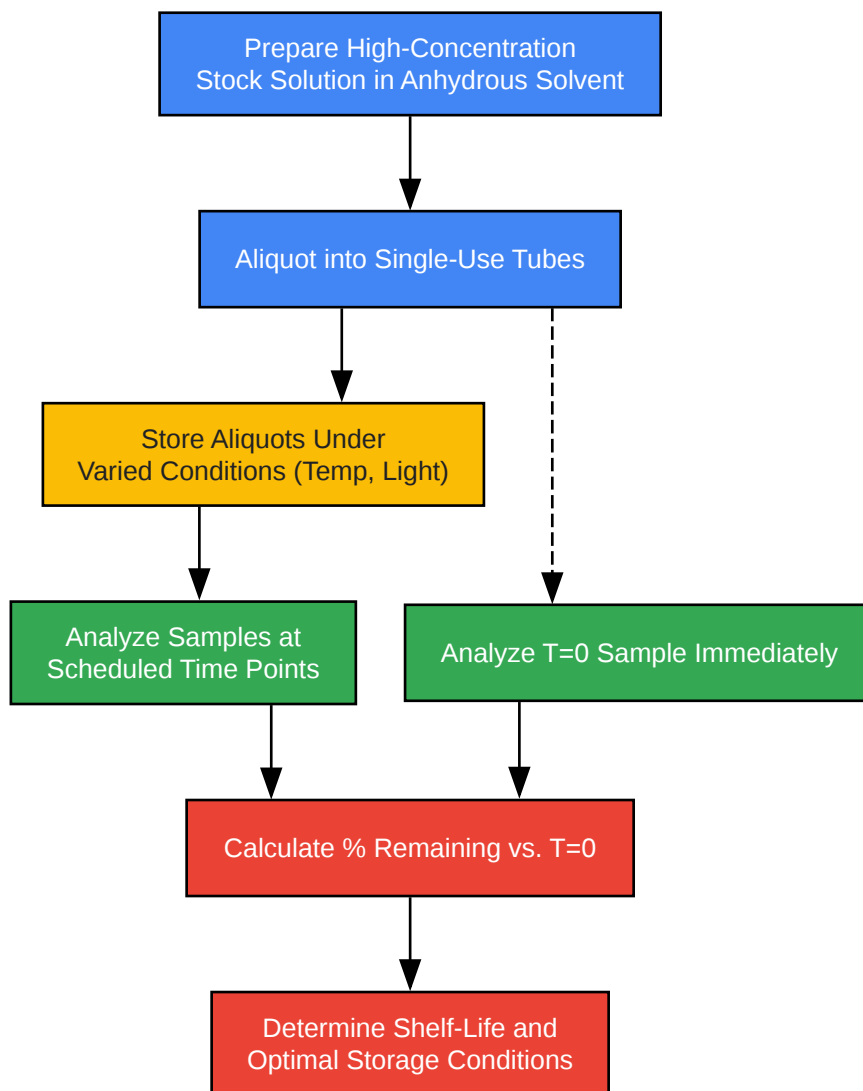 Prepare High-Concentration
Stock Solution in Anhydrous Solvent
Aliquot into Single-Use Tubes
Store Aliquots Under
Varied Conditions (Temp, Light)
Analyze Samples at
Scheduled Time Points
Analyze T=0 Sample Immediately
Calculate % Remaining vs. T=0
Determine Shelf-Life and
Optimal Storage Conditions